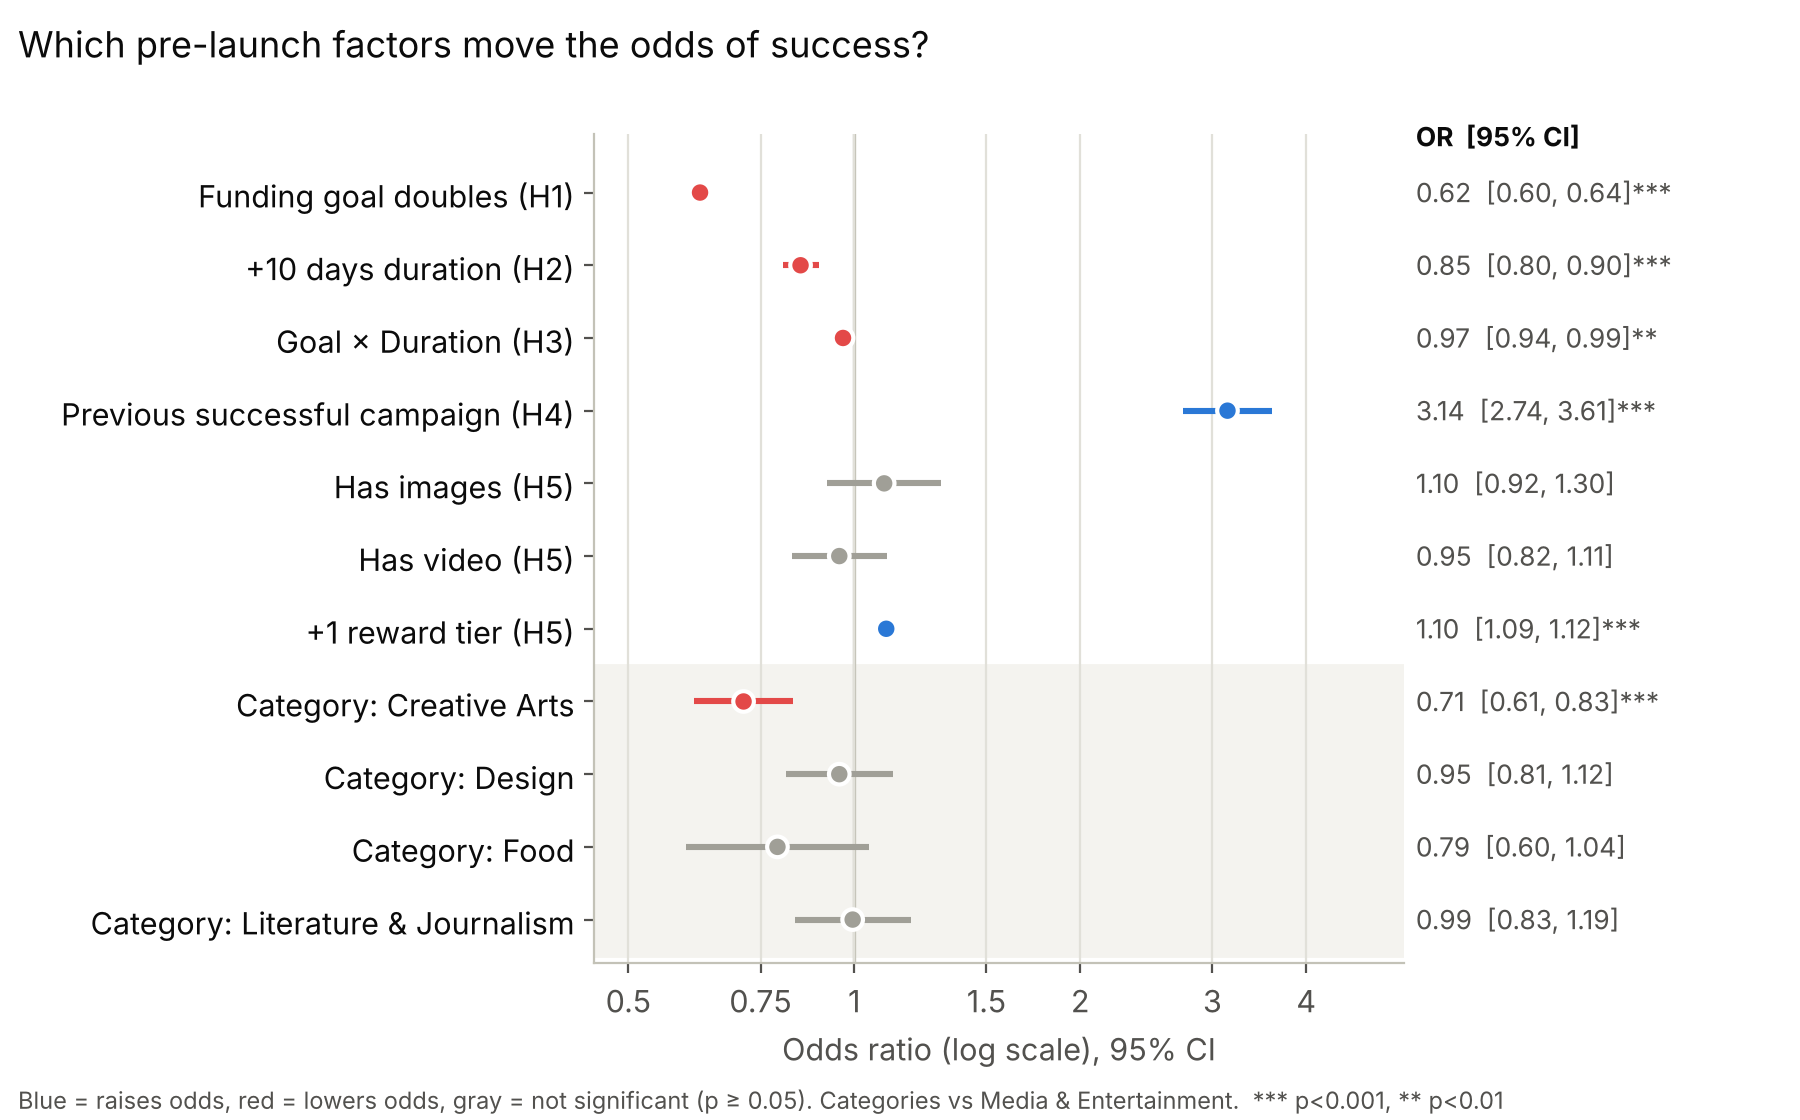 Which pre-launch factors move the odds of success?
OR [95% CI]
Funding goal doubles (H1) 0.62 [0.60, 0.64]***
+10 days duration (H2) 0.85 [0.80, 0.90]***
Goal × Duration (H3) 0.97 [0.94, 0.99]**
Previous successful campaign (H4) 3.14 [2.74, 3.61]***
Has images (H5) 1.10 [0.92, 1.30]
Has video (H5) 0.95 [0.82, 1.11]
+1 reward tier (H5) 1.10 [1.09, 1.12]***
Category: Creative Arts 0.71 [0.61, 0.83]***
Category: Design 0.95 [0.81, 1.12]
Category: Food 0.79 [0.60, 1.04]
Category: Literature & Journalism 0.99 [0.83, 1.19]
0.5 0.75 1 1.5 2 3 4
Odds ratio (log scale), 95% CI
Blue = raises odds, red = lowers odds, gray = not significant (p ≥ 0.05). Categories vs Media & Entertainment. *** p<0.001, ** p<0.01